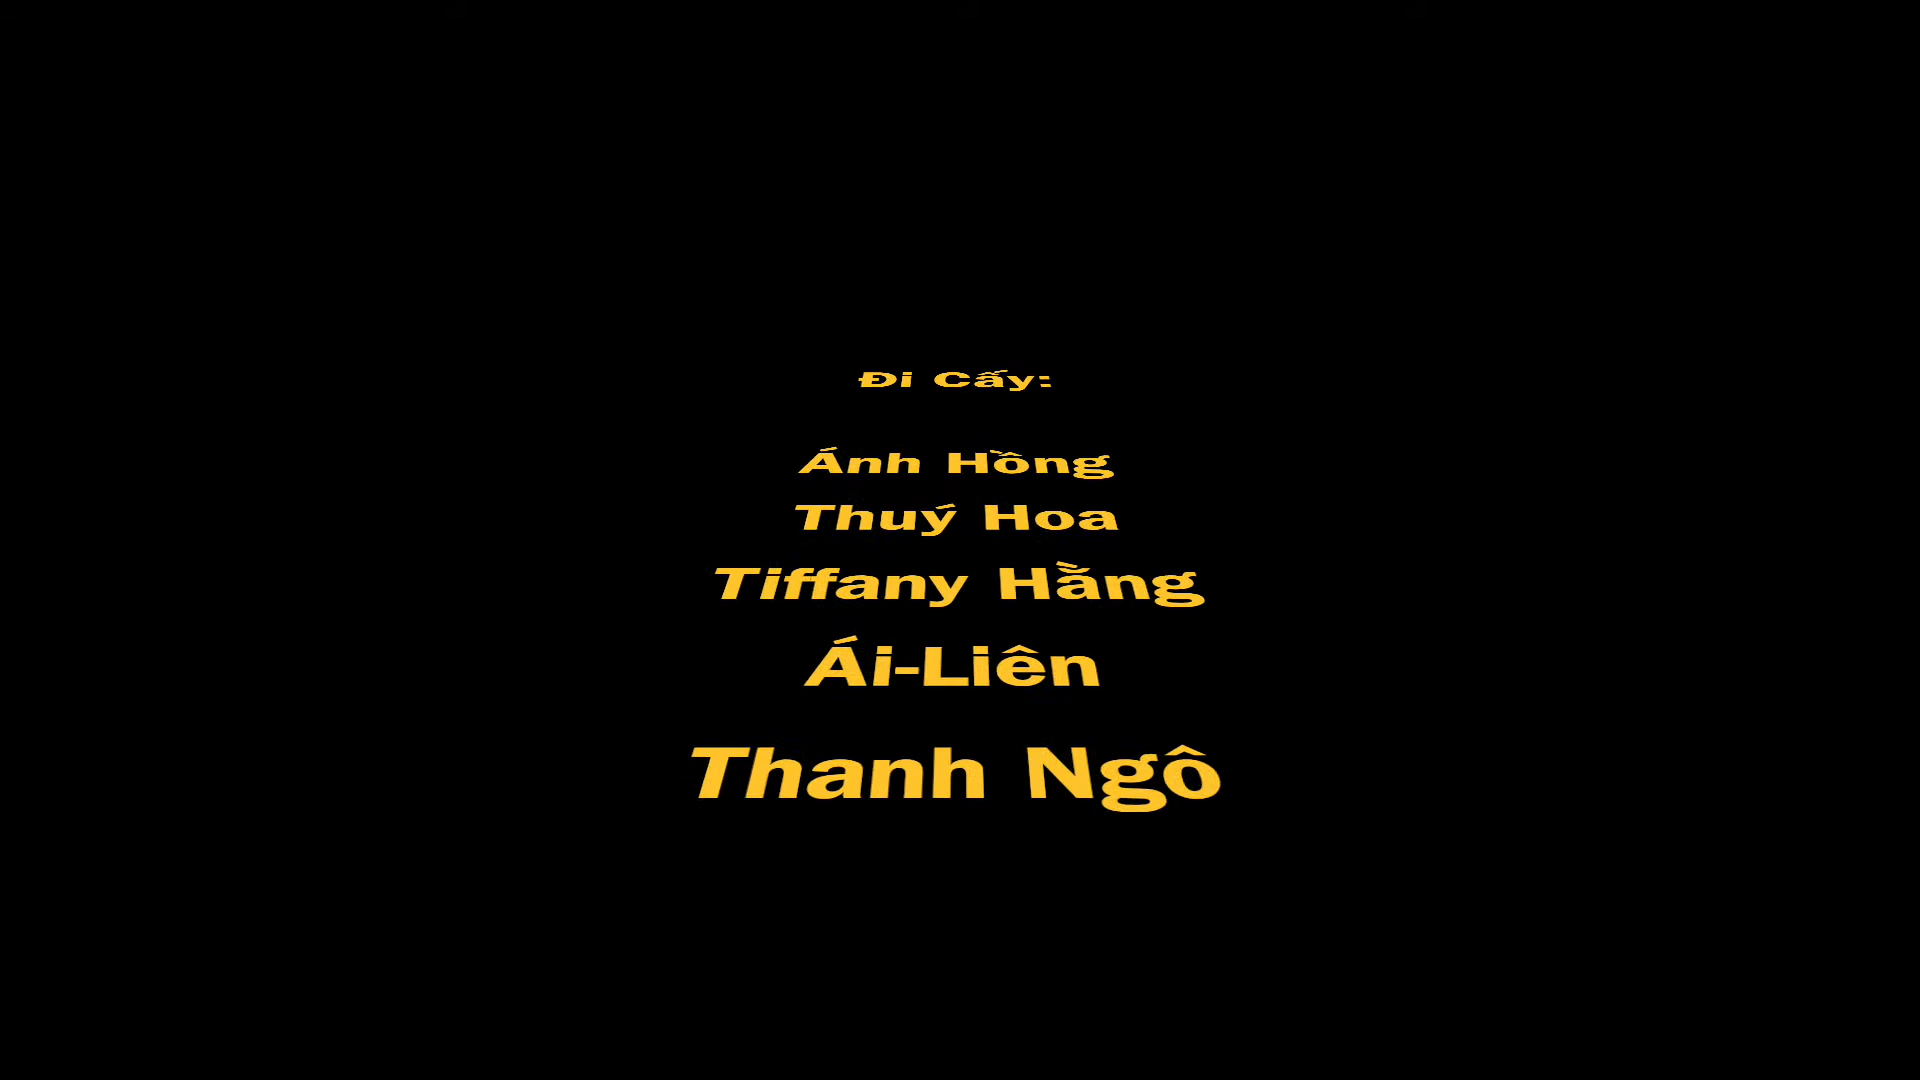 Đi Cấy:
Ánh Hồng
Thuý Hoa
Tiffany Hằng
Ái-Liên
Thanh Ngô